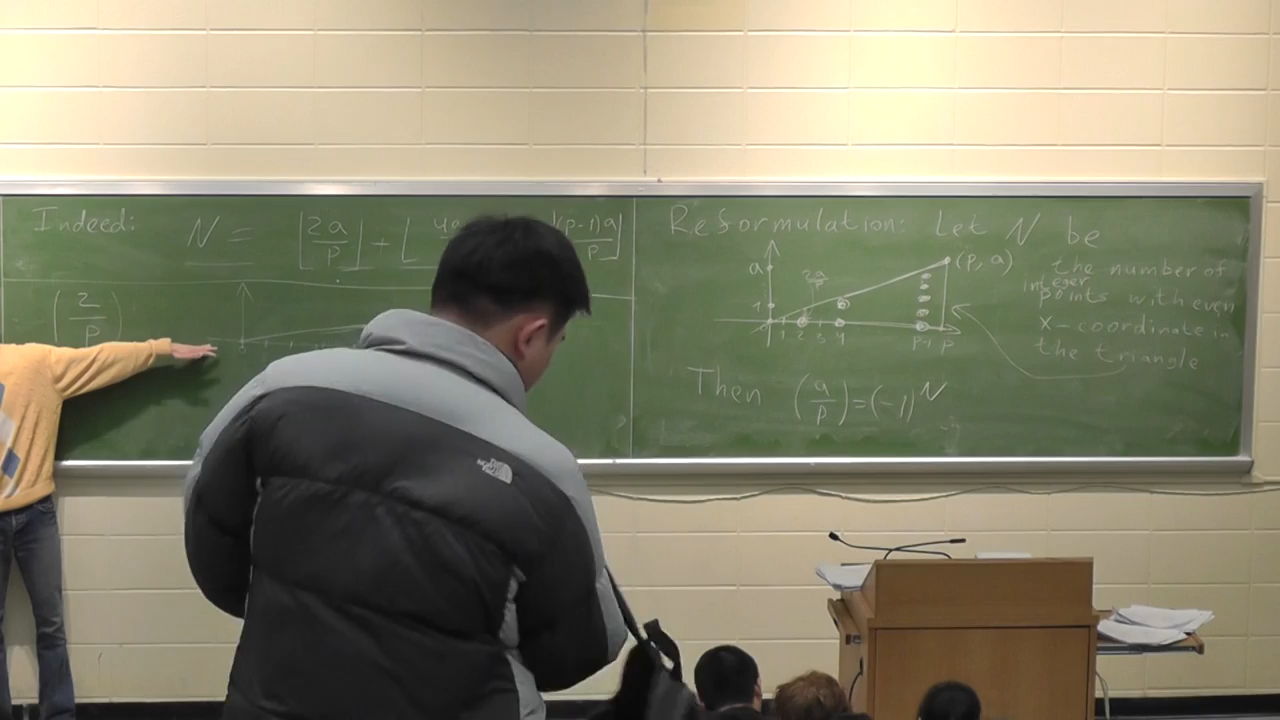 Indeed: N = ⌊2a/p⌋ + ⌊4a (p-1)a/p⌋
(2/p)
Reformulation: Let N be
the number of
integer
points with even
x-coordinate in
the triangle
a
2a/p
(p, a)
1
1 2 3 4 p-1 p
Then (a/p) = (-1)^N